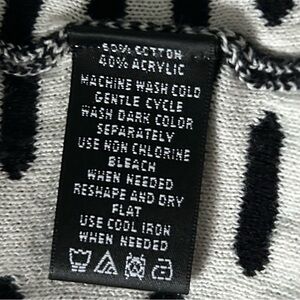 60% COTTON
40% ACRYLIC
MACHINE WASH COLD
GENTLE CYCLE
WASH DARK COLOR
SEPARATELY
USE NON CHLORINE
BLEACH
WHEN NEEDED
RESHAPE AND DRY
FLAT
USE COOL IRON
WHEN NEEDED